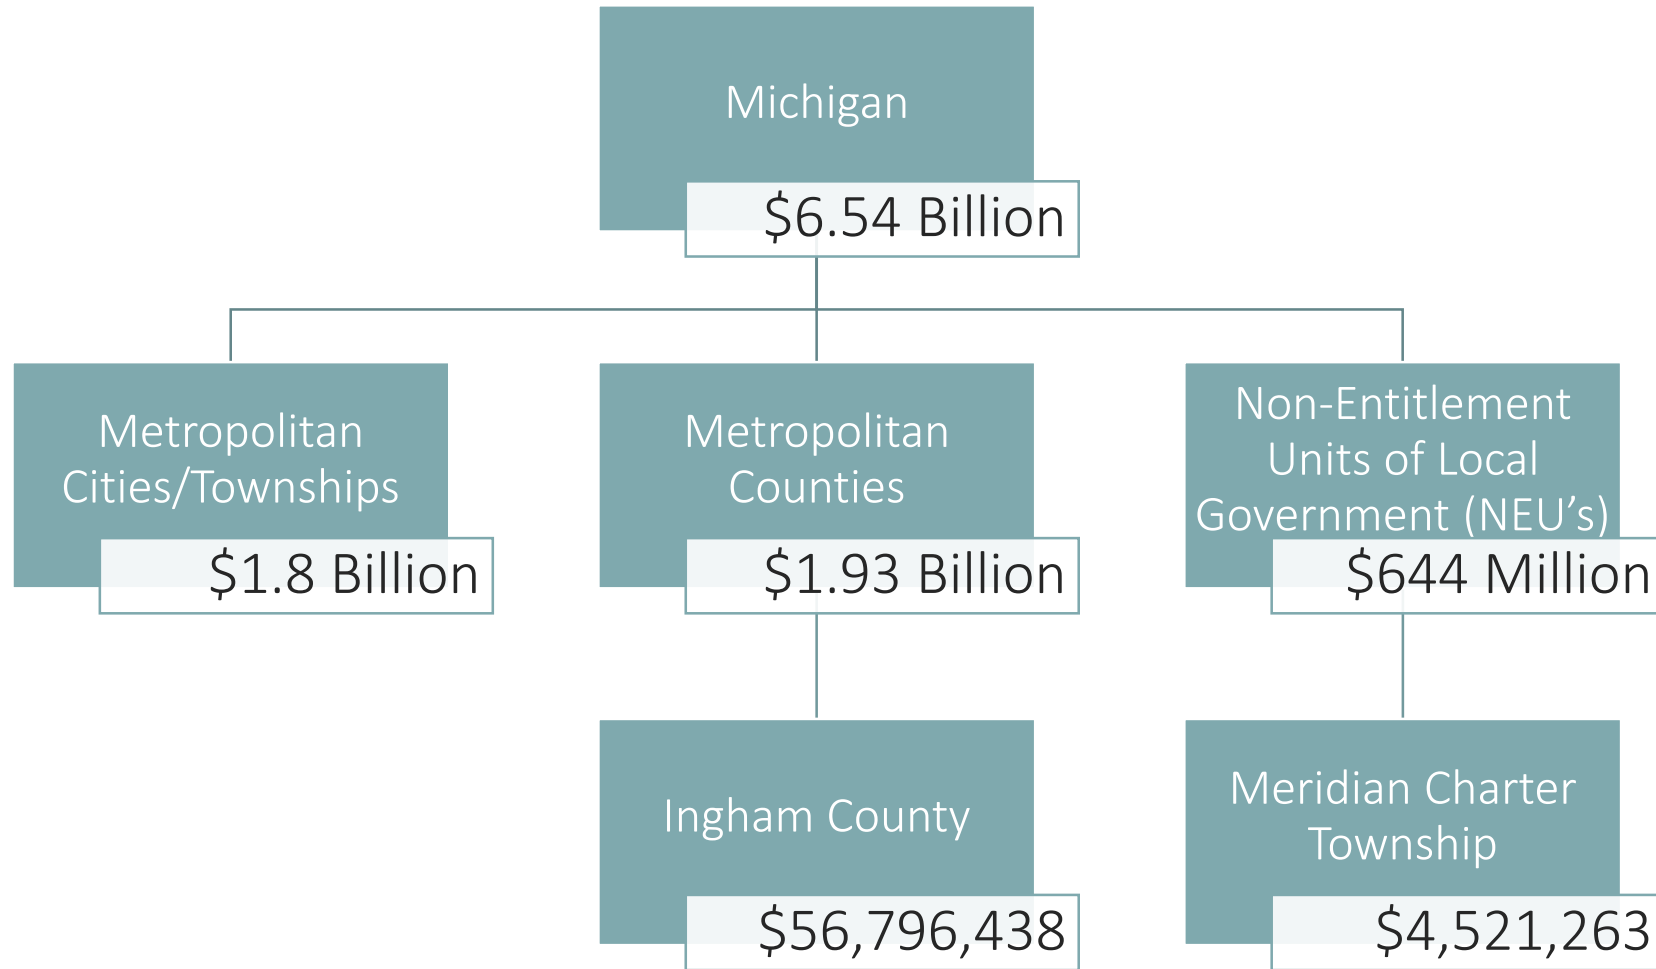 Michigan
$6.54 Billion
Metropolitan
Cities/Townships
$1.8 Billion
Metropolitan
Counties
$1.93 Billion
Non-Entitlement
Units of Local
Government (NEU’s)
$644 Million
Ingham County
$56,796,438
Meridian Charter
Township
$4,521,263